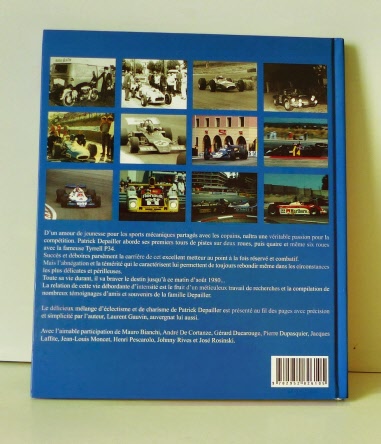 D'un amour de jeunesse pour les sports mécaniques partagés avec les copains, naîtra une véritable passion pour la
compétition. Patrick Depailler aborde ses premiers tours de pistes sur deux roues, puis quatre et même six roues
avec la fameuse Tyrrell P34.
Succès et déboires parsèment la carrière de cet excellent metteur au point à la fois réservé et combatif.
Mais l'abnégation et la témérité qui le caractérisent lui permettent de toujours rebondir même dans les circonstances
les plus délicates et périlleuses.
Toute sa vie durant, il va braver le destin jusqu'à ce matin d'août 1980.
La relation de cette vie débordante d'intensité est le fruit d'un méticuleux travail de recherches et la compilation de
nombreux témoignages d'amis et souvenirs de la famille Depailler.
Le délicieux mélange d'éclectisme et de charisme de Patrick Depailler est présenté au fil des pages avec précision
et simplicité par l'auteur, Laurent Gauvin, auvergnat lui aussi.
Avec l'aimable participation de Mauro Bianchi, André De Cortanze, Gérard Ducarouge, Pierre Dupasquier, Jacques
Laffite, Jean-Louis Moncet, Henri Pescarolo, Johnny Rives et José Rosinski.